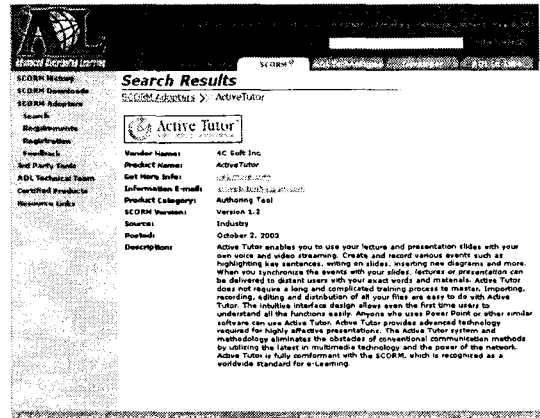 ADL
Advanced Distributed Learning
SCORM
SCORM History
SCORM Downloads
SCORM Adopters
Search
Requirements
Registration
Feedback
3rd Party Tools
ADL Technical Team
Certified Products
Resource Links
Search Results
SCORM Adopters > ActiveTutor
Active Tutor
Vendor Name: 4C Soft Inc.
Product Name: ActiveTutor
Get More Info:
Information E-mail:
Product Category: Authoring Tool
SCORM Version: Version 1.2
Source: Industry
Posted: October 2, 2003
Description: Active Tutor enables you to use your lecture and presentation slides with your
own voice and video streaming. Create and record various events such as
highlighting key sentences, writing on slides, inserting new diagrams and more.
When you synchronize the events with your slides, lectures or presentation can
be delivered to distant users with your exact words and materials. Active Tutor
does not require a long and complicated training process to master. Importing,
recording, editing and distribution of all your files are easy to do with Active
Tutor. The intuitive interface design allows even the first time users to
understand all the functions easily. Anyone who uses Power Point or other similar
software can use Active Tutor. Active Tutor provides advanced technology
required for highly effective presentations. The Active Tutor system and
methodology eliminates the obstacles of conventional communication methods
by utilizing the latest in multimedia technology and the power of the network.
Active Tutor is fully conformant with the SCORM, which is recognized as a
worldwide standard for e-Learning.